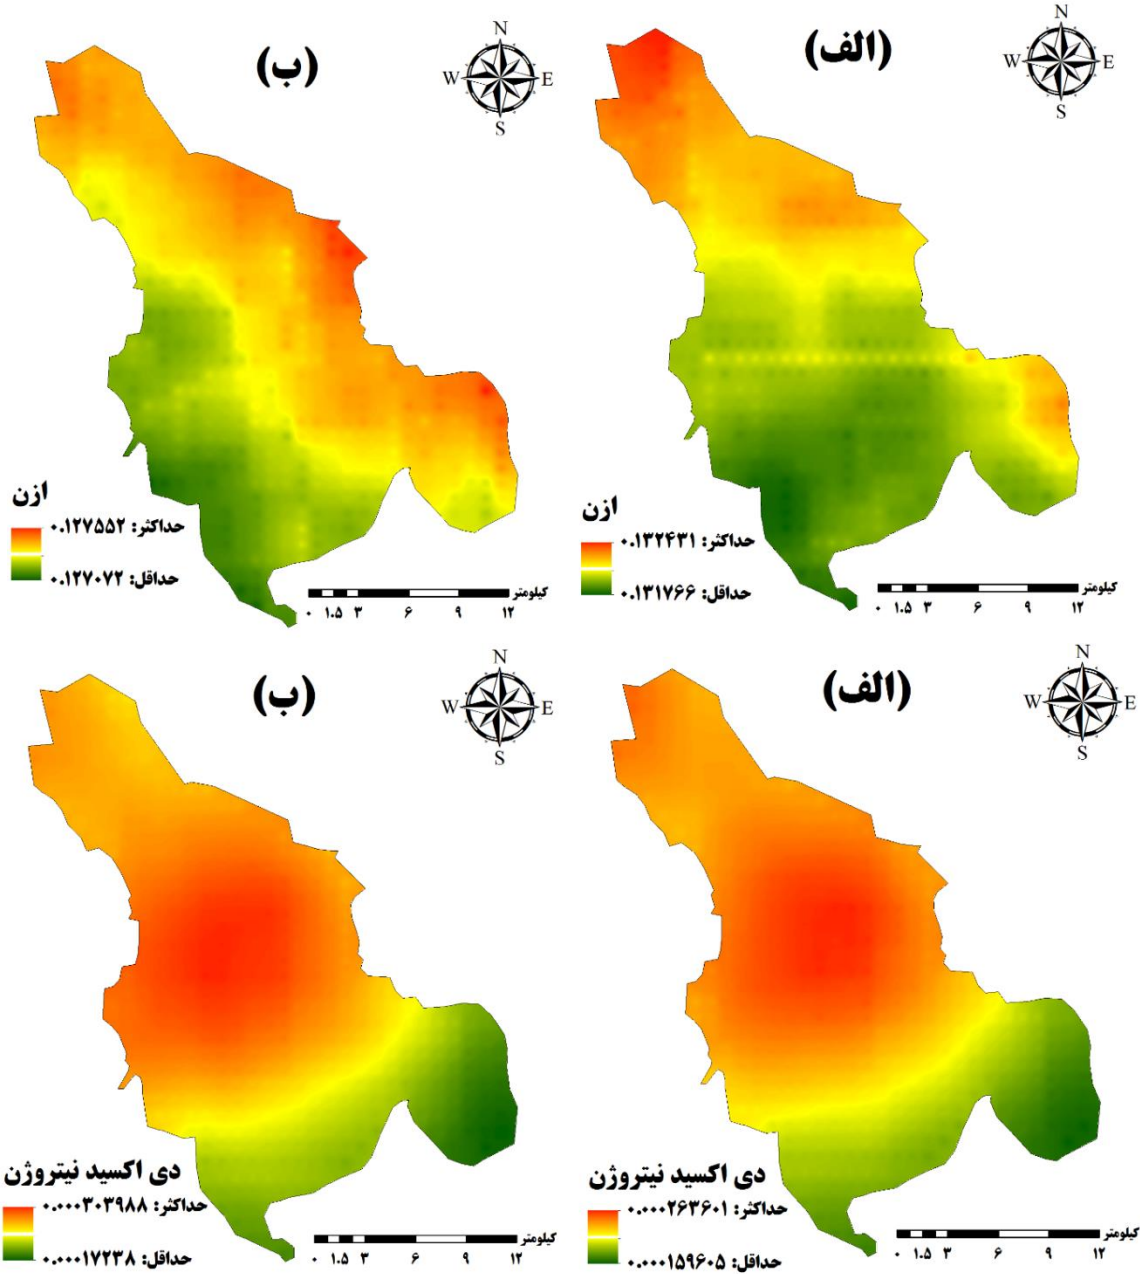 (الف)
N
W E
S
ازن
حداکثر: ۰.۱۳۲۴۳۱
حداقل: ۰.۱۳۱۷۶۶
کیلومتر
۰ ۱.۵ ۳ ۶ ۹ ۱۲
(ب)
N
W E
S
ازن
حداکثر: ۰.۱۲۷۵۵۲
حداقل: ۰.۱۲۷۰۷۲
کیلومتر
۰ ۱.۵ ۳ ۶ ۹ ۱۲
(الف)
N
W E
S
دی اکسید نیتروژن
حداکثر: ۰.۰۰۰۲۶۳۶۰۱
حداقل: ۰.۰۰۰۱۵۹۶۰۵
کیلومتر
۰ ۱.۵ ۳ ۶ ۹ ۱۲
(ب)
N
W E
S
دی اکسید نیتروژن
حداکثر: ۰.۰۰۰۳۰۳۹۸۸
حداقل: ۰.۰۰۰۱۷۲۳۸
کیلومتر
۰ ۱.۵ ۳ ۶ ۹ ۱۲